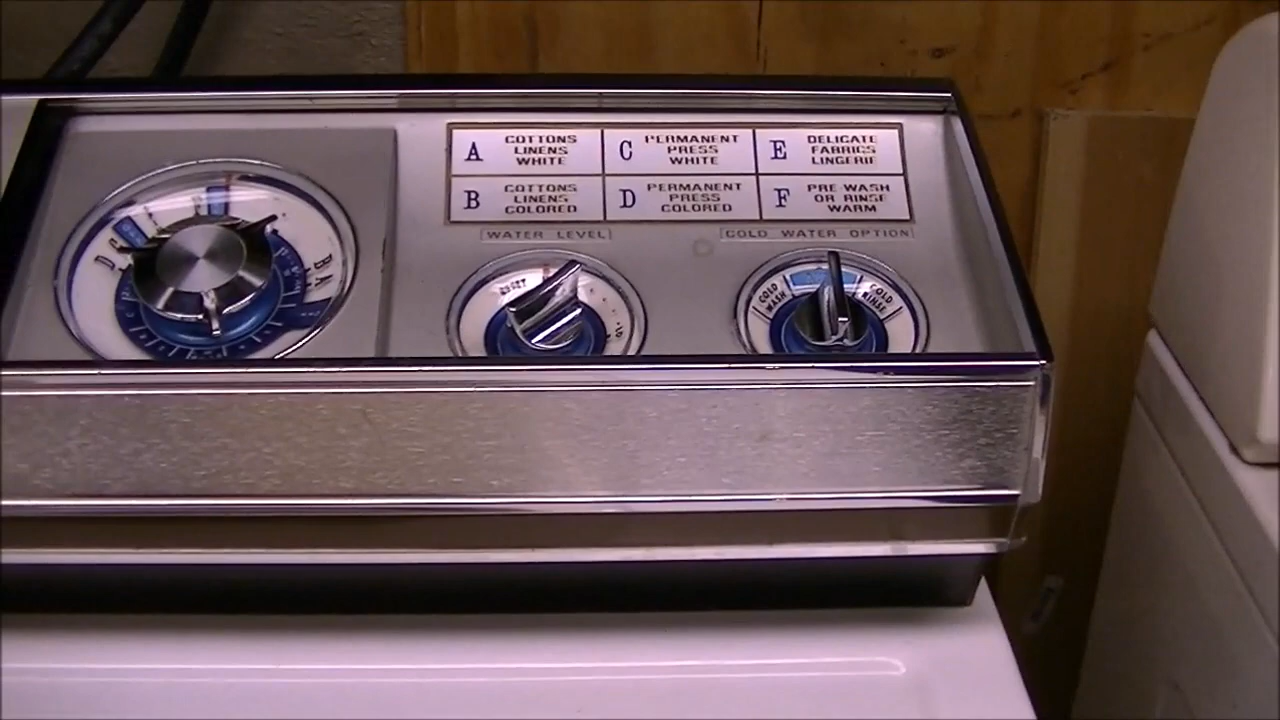 A
COTTONS
LINENS
WHITE
C
PERMANENT
PRESS
WHITE
E
DELICATE
FABRICS
LINGERIE
B
COTTONS
LINENS
COLORED
D
PERMANENT
PRESS
COLORED
F
PRE-WASH
OR RINSE
WARM
WATER LEVEL
COLD WATER OPTION
D
B
A
RESET
COLD
WASH
COLD
RINSE